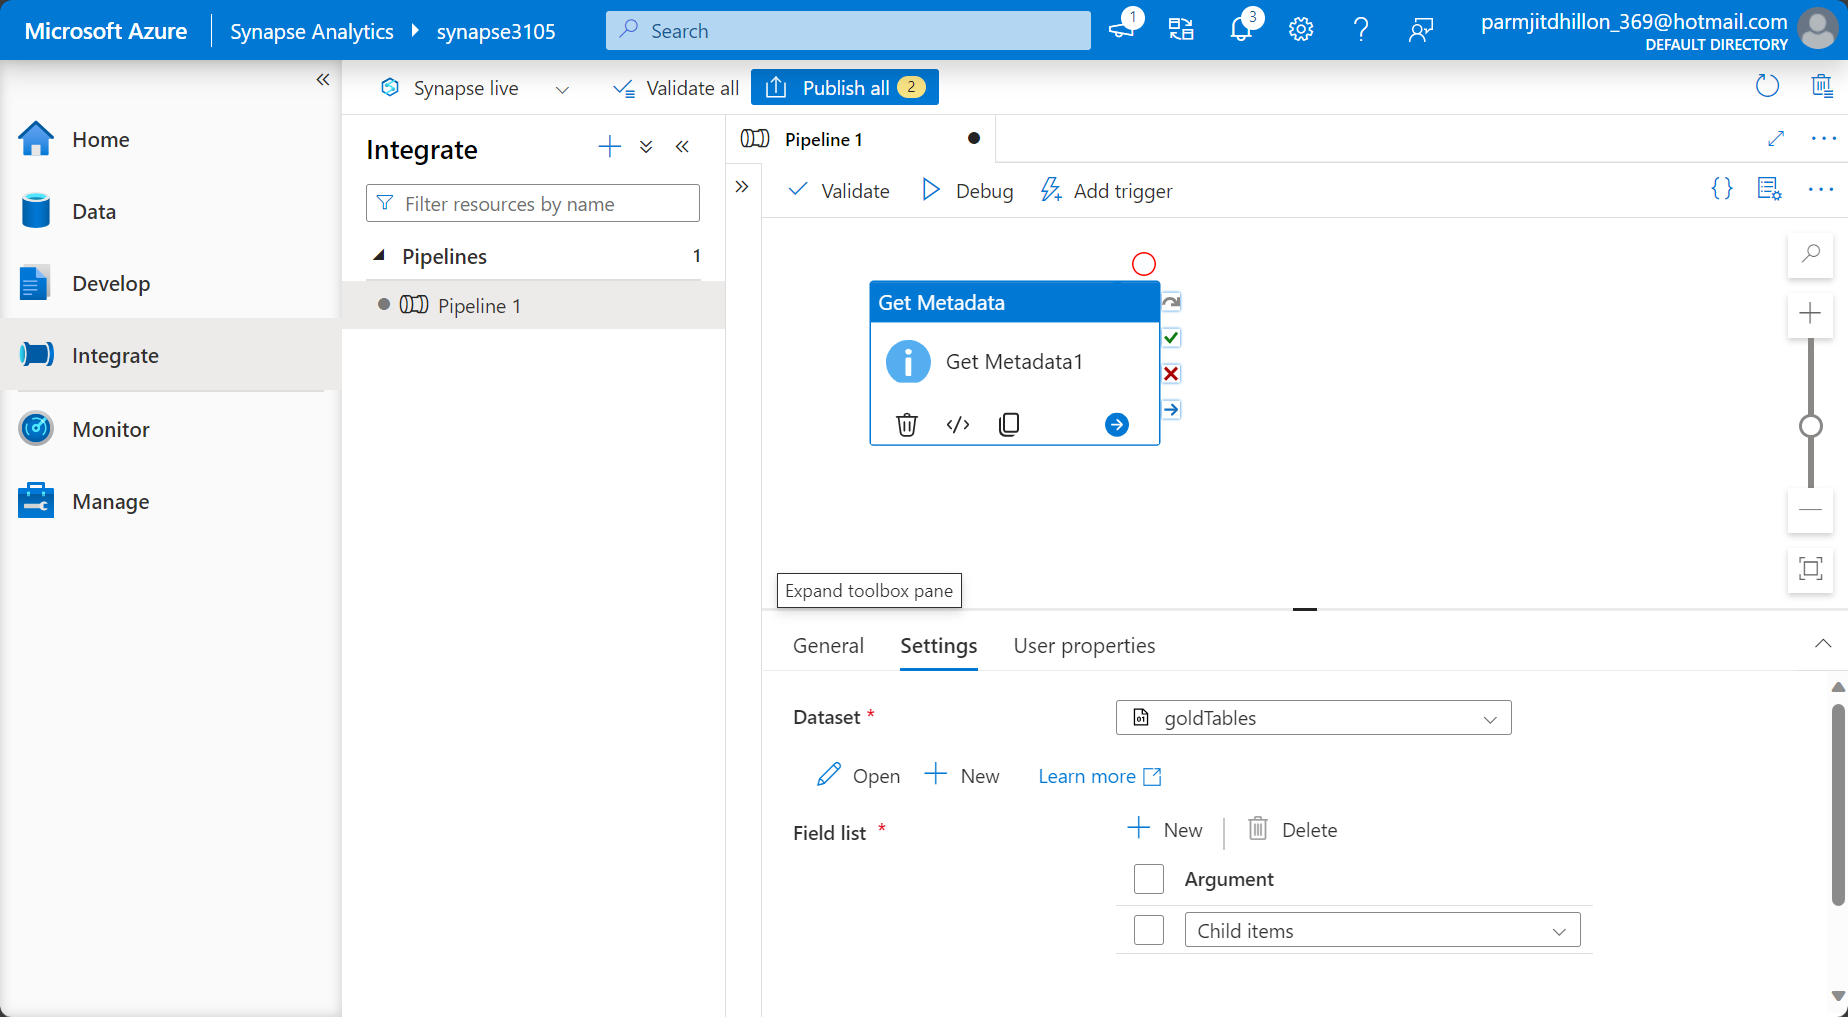 Microsoft Azure
Synapse Analytics
synapse3105
Search
1
3
parmjitdhillon_369@hotmail.com
DEFAULT DIRECTORY
Synapse live
Validate all
Publish all
2
Home
Data
Develop
Integrate
Monitor
Manage
Integrate
Filter resources by name
Pipelines
1
Pipeline 1
Pipeline 1
Validate
Debug
Add trigger
Get Metadata
Get Metadata1
Expand toolbox pane
General
Settings
User properties
Dataset *
goldTables
Open
New
Learn more
Field list *
New
Delete
Argument
Child items